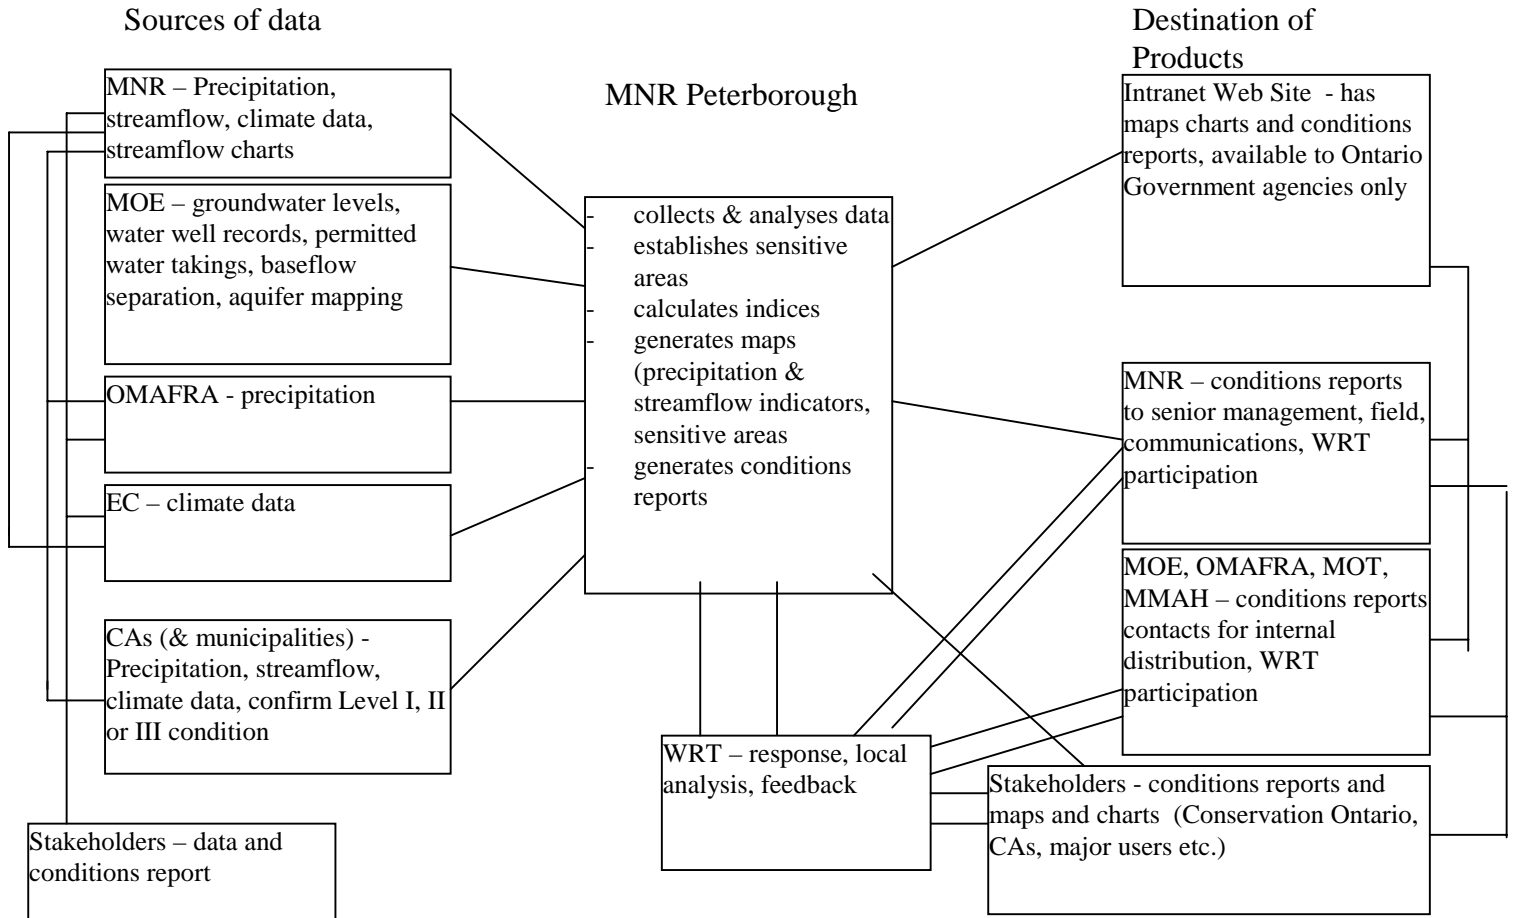 Sources of data
MNR – Precipitation,
streamflow, climate data,
streamflow charts
MOE – groundwater levels,
water well records, permitted
water takings, baseflow
separation, aquifer mapping
OMAFRA - precipitation
EC – climate data
CAs (& municipalities) -
Precipitation, streamflow,
climate data, confirm Level I, II
or III condition
Stakeholders – data and
conditions report
MNR Peterborough
- collects & analyses data
- establishes sensitive
areas
- calculates indices
- generates maps
(precipitation &
streamflow indicators,
sensitive areas
- generates conditions
reports
WRT – response, local
analysis, feedback
Destination of
Products
Intranet Web Site - has
maps charts and conditions
reports, available to Ontario
Government agencies only
MNR – conditions reports
to senior management, field,
communications, WRT
participation
MOE, OMAFRA, MOT,
MMAH – conditions reports
contacts for internal
distribution, WRT
participation
Stakeholders - conditions reports and
maps and charts (Conservation Ontario,
CAs, major users etc.)